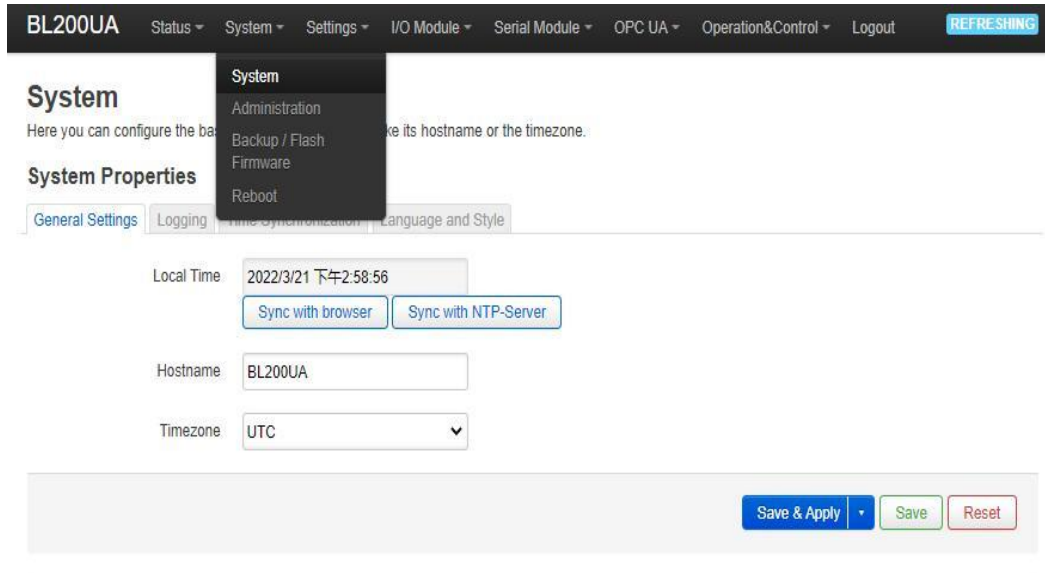 BL200UA Status System Settings I/O Module Serial Module OPC UA Operation&Control Logout REFRESHING
System
Administration
Backup / Flash
Firmware
Reboot
System
Here you can configure the ba ke its hostname or the timezone.
System Properties
General Settings Logging Time Synchronization Language and Style
Local Time 2022/3/21 下午2:58:56
Sync with browser Sync with NTP-Server
Hostname BL200UA
Timezone UTC
Save & Apply Save Reset